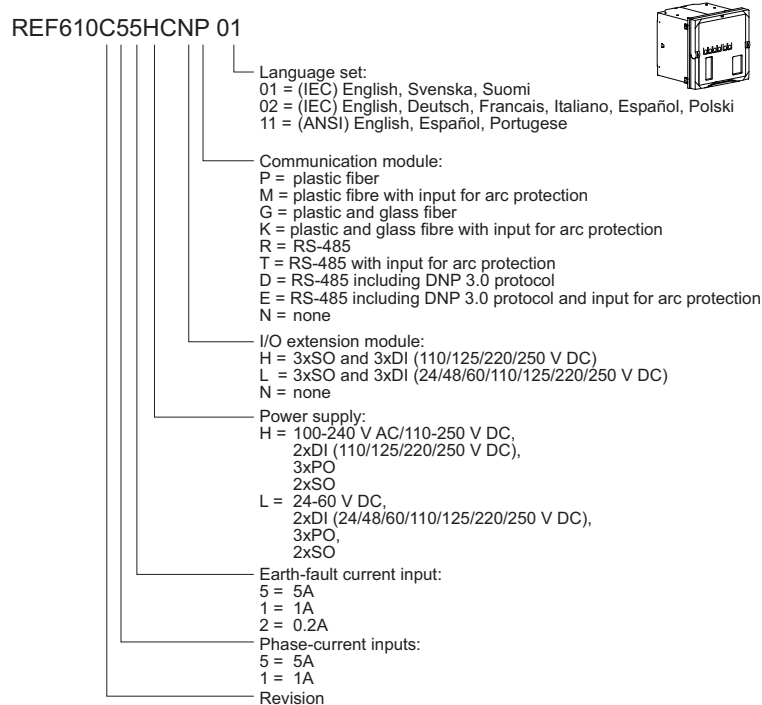 REF610C55HCNP 01
Language set:
01 = (IEC) English, Svenska, Suomi
02 = (IEC) English, Deutsch, Francais, Italiano, Español, Polski
11 = (ANSI) English, Español, Portugese
Communication module:
P = plastic fiber
M = plastic fibre with input for arc protection
G = plastic and glass fiber
K = plastic and glass fibre with input for arc protection
R = RS-485
T = RS-485 with input for arc protection
D = RS-485 including DNP 3.0 protocol
E = RS-485 including DNP 3.0 protocol and input for arc protection
N = none
I/O extension module:
H = 3xSO and 3xDI (110/125/220/250 V DC)
L = 3xSO and 3xDI (24/48/60/110/125/220/250 V DC)
N = none
Power supply:
H = 100-240 V AC/110-250 V DC,
2xDI (110/125/220/250 V DC),
3xPO
2xSO
L = 24-60 V DC,
2xDI (24/48/60/110/125/220/250 V DC),
3xPO,
2xSO
Earth-fault current input:
5 = 5A
1 = 1A
2 = 0.2A
Phase-current inputs:
5 = 5A
1 = 1A
Revision